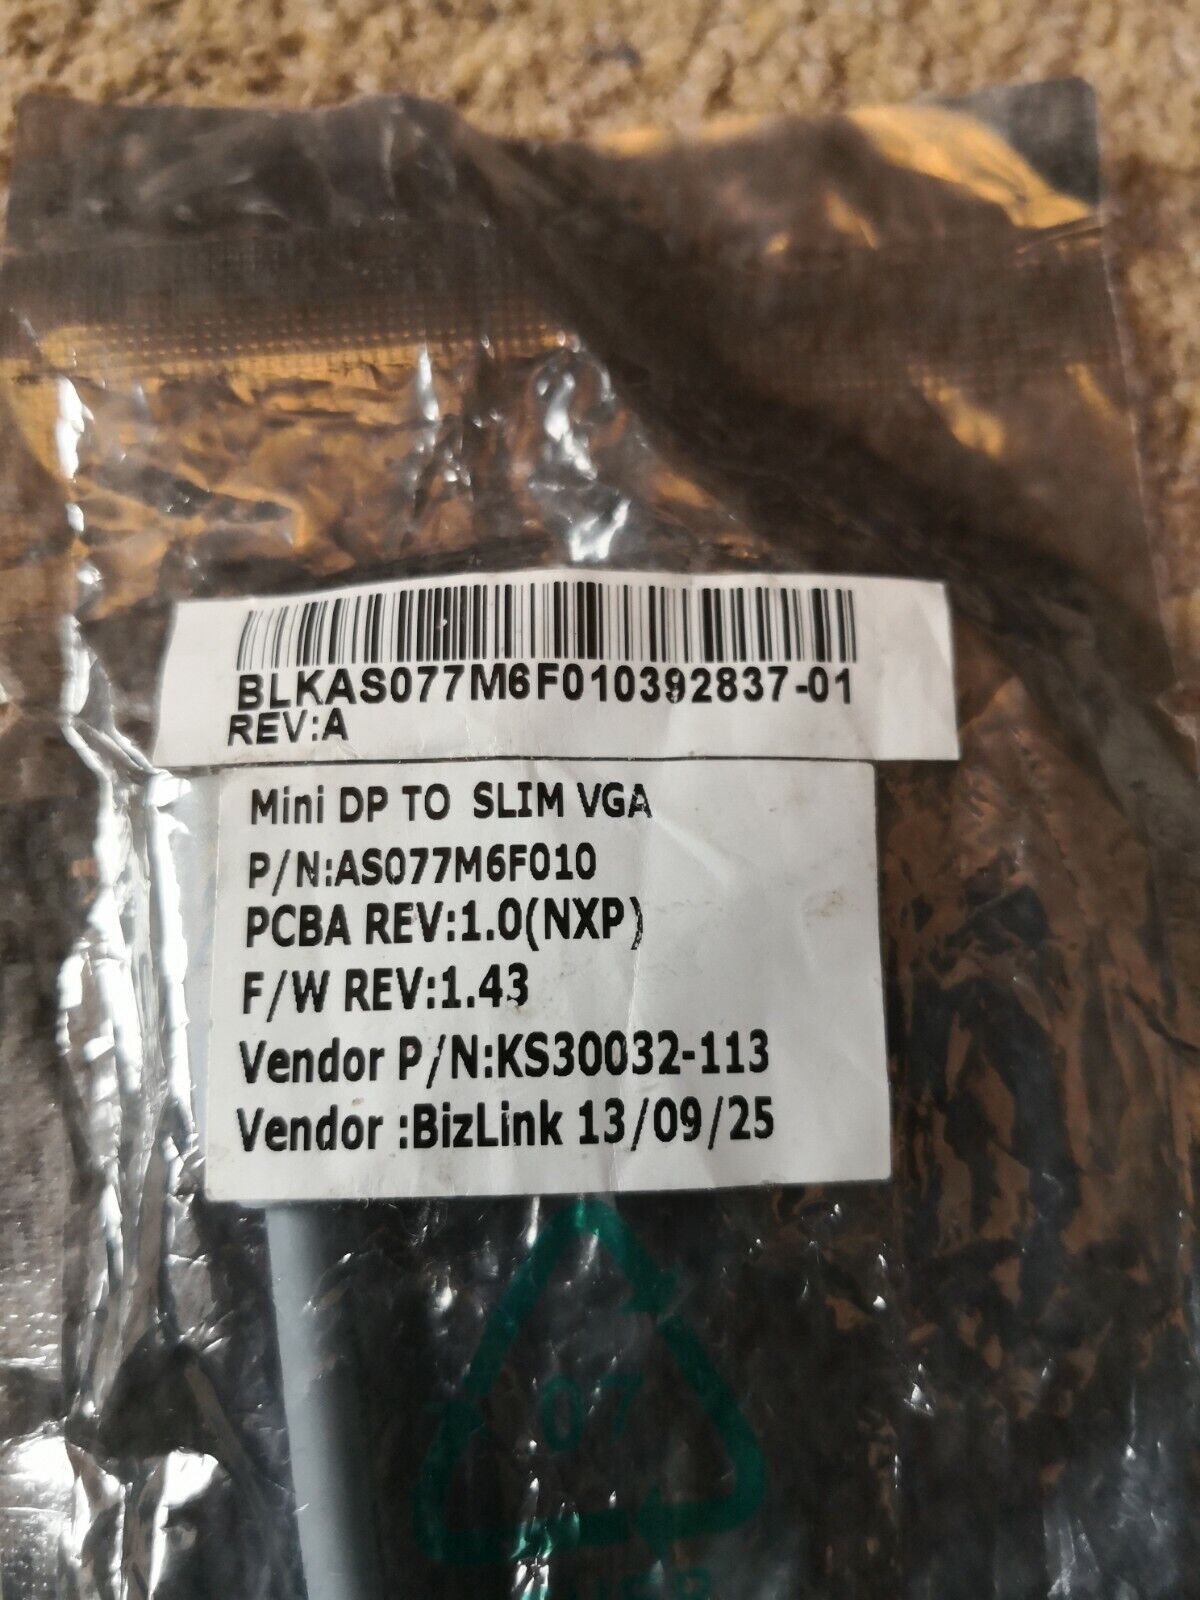 BLKAS077M6F010392837-01
REV:A
Mini DP TO SLIM VGA
P/N:AS077M6F010
PCBA REV:1.0(NXP)
F/W REV:1.43
Vendor P/N:KS30032-113
Vendor :BizLink 13/09/25
07